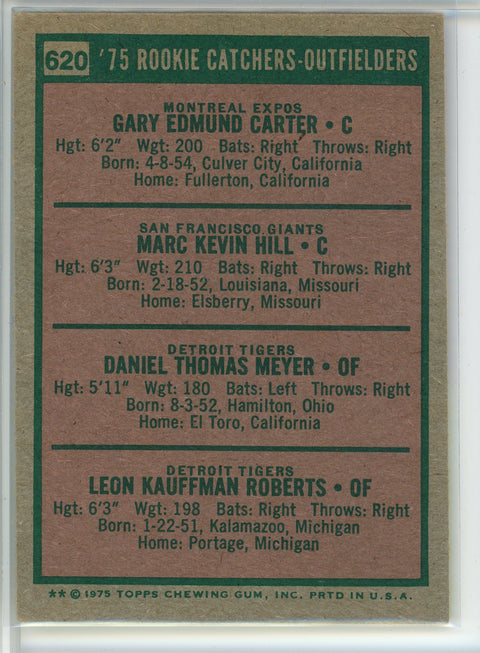 620 '75 ROOKIE CATCHERS-OUTFIELDERS
MONTREAL EXPOS
GARY EDMUND CARTER • C
Hgt: 6'2" Wgt: 200 Bats: Right Throws: Right
Born: 4-8-54, Culver City, California
Home: Fullerton, California
SAN FRANCISCO GIANTS
MARC KEVIN HILL • C
Hgt: 6'3" Wgt: 210 Bats: Right Throws: Right
Born: 2-18-52, Louisiana, Missouri
Home: Elsberry, Missouri
DETROIT TIGERS
DANIEL THOMAS MEYER • OF
Hgt: 5'11" Wgt: 180 Bats: Left Throws: Right
Born: 8-3-52, Hamilton, Ohio
Home: El Toro, California
DETROIT TIGERS
LEON KAUFFMAN ROBERTS • OF
Hgt: 6'3" Wgt: 198 Bats: Right Throws: Right
Born: 1-22-51, Kalamazoo, Michigan
Home: Portage, Michigan
** © 1975 TOPPS CHEWING GUM, INC. PRTD IN U.S.A.